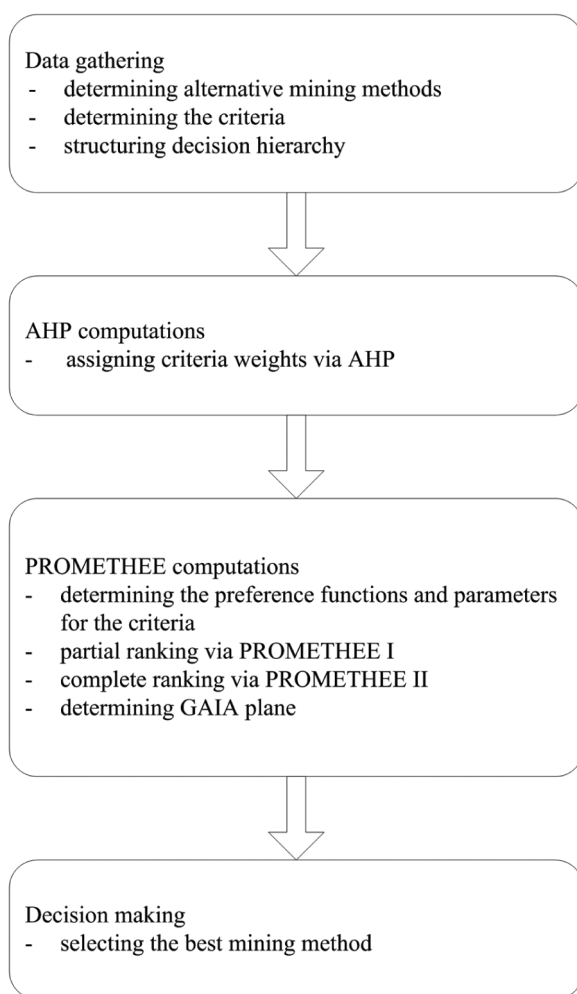 Data gathering
- determining alternative mining methods
- determining the criteria
- structuring decision hierarchy
AHP computations
- assigning criteria weights via AHP
PROMETHEE computations
- determining the preference functions and parameters
for the criteria
- partial ranking via PROMETHEE I
- complete ranking via PROMETHEE II
- determining GAIA plane
Decision making
- selecting the best mining method